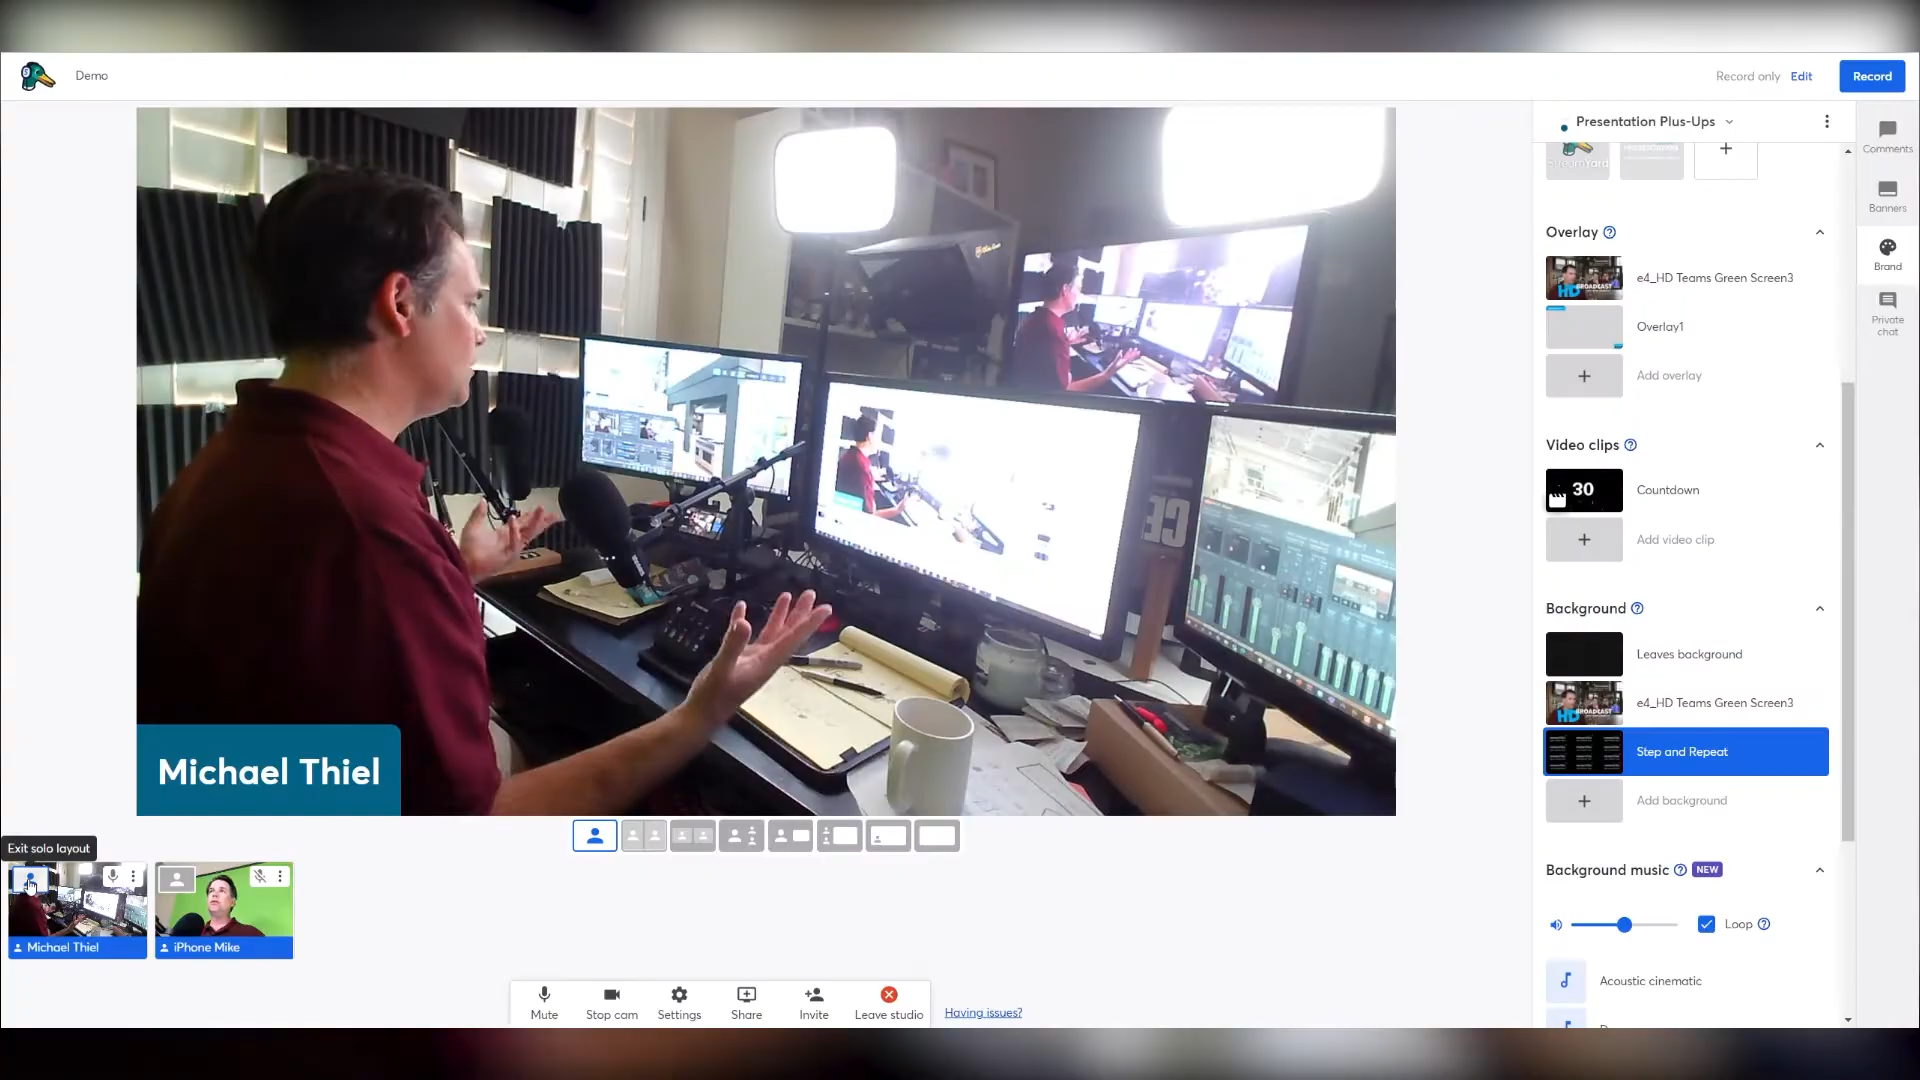 Demo
Record only Edit Record
Presentation Plus-Ups
Comments
Overlay
Banners
e4_HD Teams Green Screen3
Brand
Overlay1
Private
chat
Add overlay
Video clips
30 Countdown
Add video clip
Background
Leaves background
e4_HD Teams Green Screen3
Step and Repeat
Add background
Michael Thiel
Exit solo layout
Michael Thiel
iPhone Mike
Background music NEW
Loop
Acoustic cinematic
Mute
Stop cam
Settings
Share
Invite
Leave studio
Having issues?